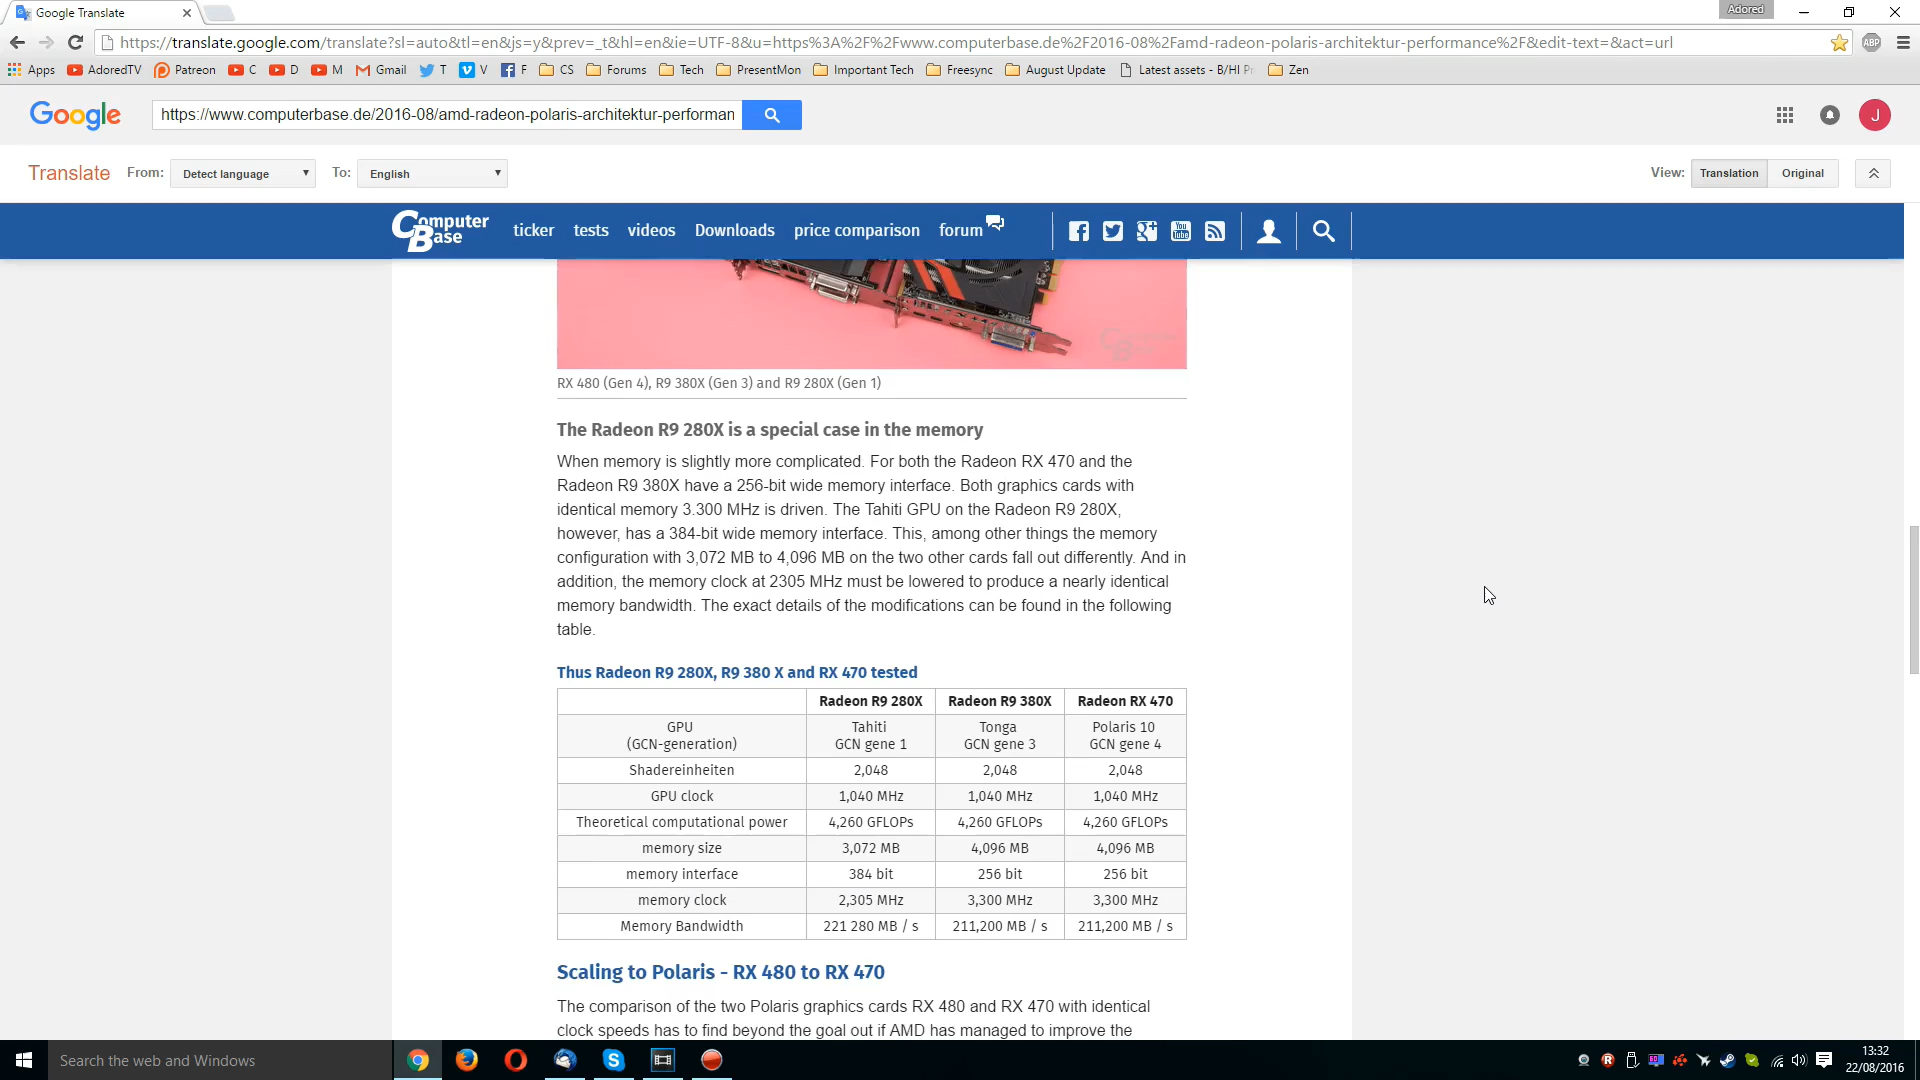 Google Translate
Adored
https://translate.google.com/translate?sl=auto&tl=en&js=y&prev=_t&hl=en&ie=UTF-8&u=https%3A%2F%2Fwww.computerbase.de%2F2016-08%2Famd-radeon-polaris-architektur-performance%2F&edit-text=&act=url
ABP
Apps AdoredTV Patreon C D M Gmail T V F CS Forums Tech PresentMon Important Tech Freesync August Update Latest assets - B/HI Zen
Google https://www.computerbase.de/2016-08/amd-radeon-polaris-architektur-performan J
Translate From: Detect language To: English View: Translation Original
Computer Base ticker tests videos Downloads price comparison forum You Tube
RX 480 (Gen 4), R9 380X (Gen 3) and R9 280X (Gen 1)
The Radeon R9 280X is a special case in the memory
When memory is slightly more complicated. For both the Radeon RX 470 and the
Radeon R9 380X have a 256-bit wide memory interface. Both graphics cards with
identical memory 3.300 MHz is driven. The Tahiti GPU on the Radeon R9 280X,
however, has a 384-bit wide memory interface. This, among other things the memory
configuration with 3,072 MB to 4,096 MB on the two other cards fall out differently. And in
addition, the memory clock at 2305 MHz must be lowered to produce a nearly identical
memory bandwidth. The exact details of the modifications can be found in the following
table.
Thus Radeon R9 280X, R9 380 X and RX 470 tested
Radeon R9 280X Radeon R9 380X Radeon RX 470
GPU Tahiti Tonga Polaris 10
(GCN-generation) GCN gene 1 GCN gene 3 GCN gene 4
Shadereinheiten 2,048 2,048 2,048
GPU clock 1,040 MHz 1,040 MHz 1,040 MHz
Theoretical computational power 4,260 GFLOPs 4,260 GFLOPs 4,260 GFLOPs
memory size 3,072 MB 4,096 MB 4,096 MB
memory interface 384 bit 256 bit 256 bit
memory clock 2,305 MHz 3,300 MHz 3,300 MHz
Memory Bandwidth 221 280 MB / s 211,200 MB / s 211,200 MB / s
Scaling to Polaris - RX 480 to RX 470
The comparison of the two Polaris graphics cards RX 480 and RX 470 with identical
clock speeds has to find beyond the goal out if AMD has managed to improve the
Search the web and Windows
13:32
22/08/2016